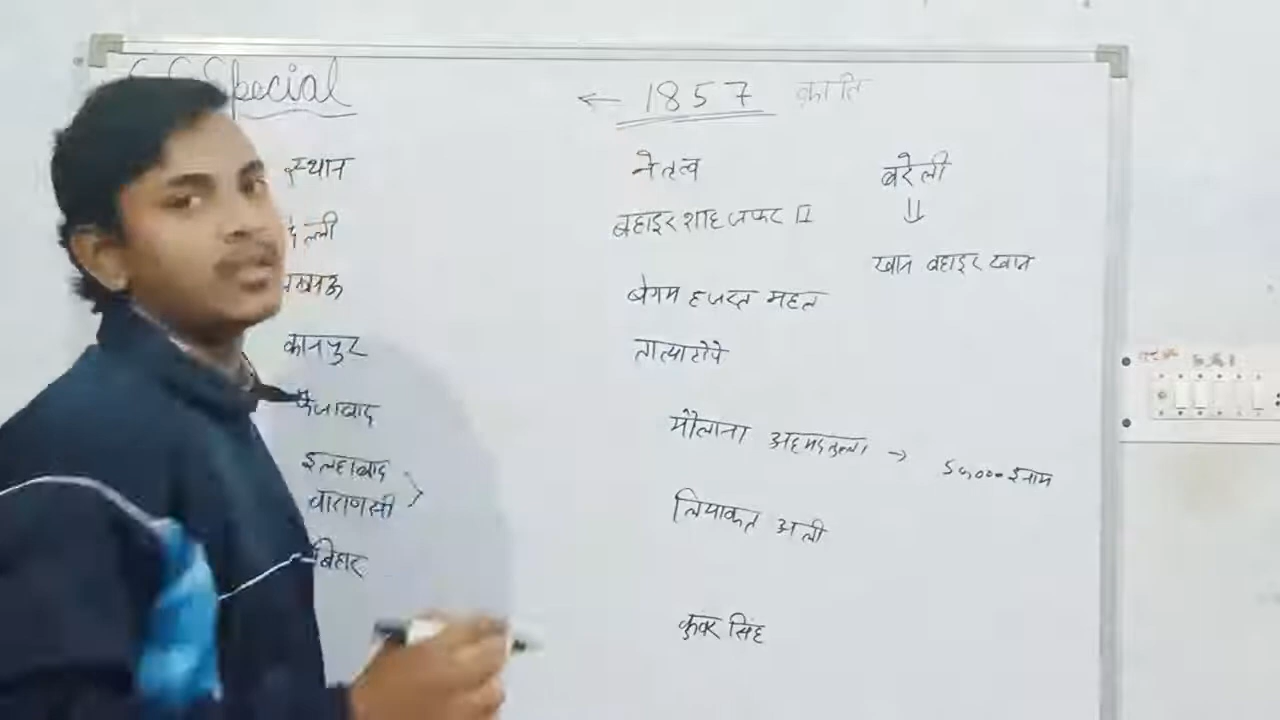 Special
← 1857 क्रान्ति
स्थान नेतृत्व बरेली
⇓
दिल्ली बहादुर शाह जफर II
खान बहादुर खान
लखनऊ बेगम हजरत महल
कानपुर तात्या टोपे
फैजाबाद मौलाना अहमदुल्ला → 50,000 इनाम
इलाहाबाद
वाराणसी लियाकत अली
बिहार कुवर सिंह